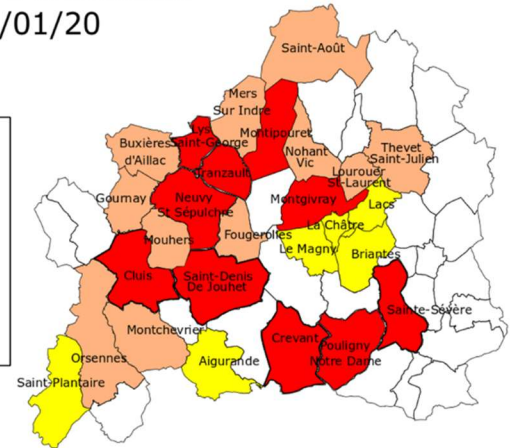 /01/20
Saint-Août
Mers
Sur Indre
Lys
Saint-George
Montipouret
Buxières
d'Aillac
Tranzault
Nohant
Vic
Thevet
Saint-Julien
Lourouer
St-Laurent
Gournay
Neuvy
St Sépulchre
Montgivray
Lacs
La Châtre
Mouhers
Fougerolles
Le Magny
Briantes
Cluis
Saint-Denis
De Jouhet
Sainte-Sévère
Montchevrier
Crevant
Pouligny
Notre Dame
Orsennes
Aigurande
Saint-Plantaire